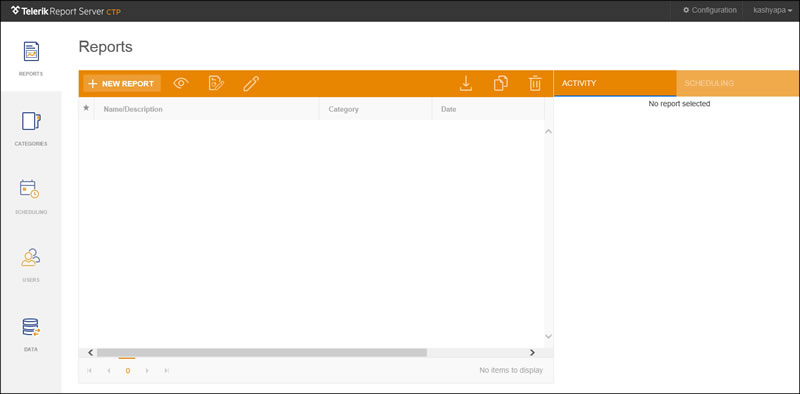 Telerik Report Server CTP
Configuration
kashyapa
Reports
REPORTS
CATEGORIES
SCHEDULING
USERS
DATA
+ NEW REPORT
ACTIVITY
SCHEDULING
Name/Description
Category
Date
No report selected
0
No items to display